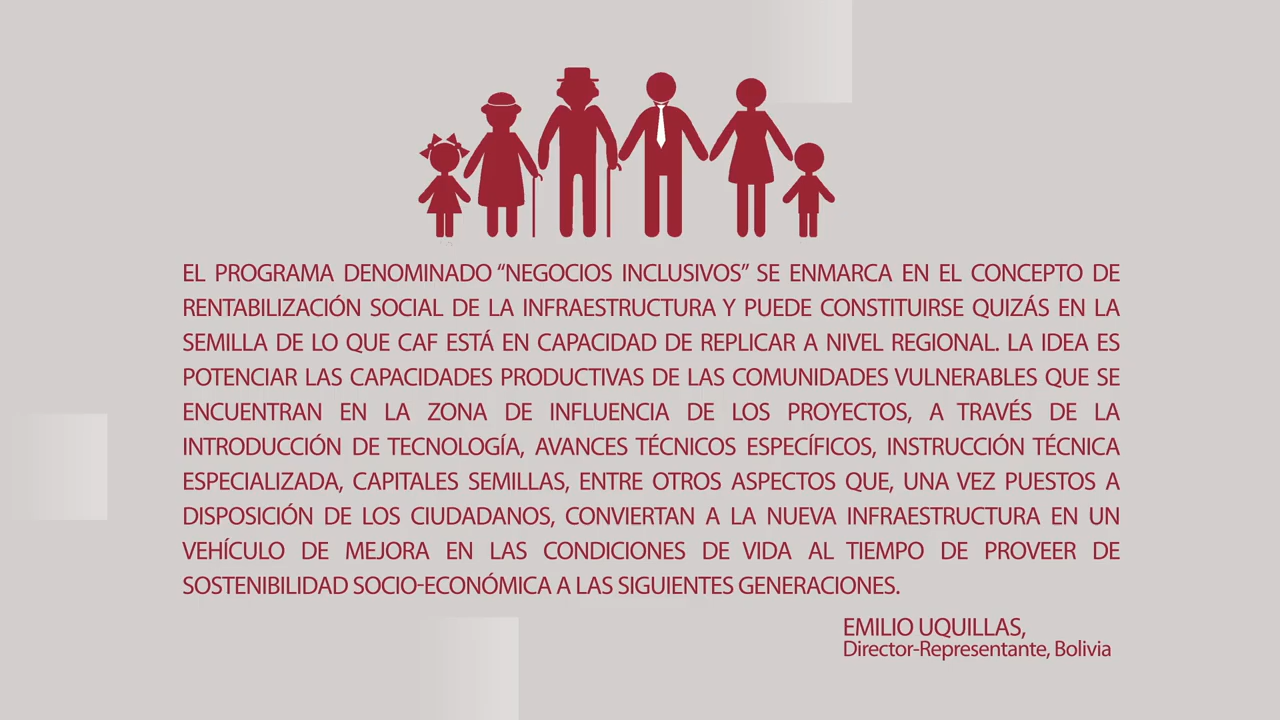 EL PROGRAMA DENOMINADO “NEGOCIOS INCLUSIVOS” SE ENMARCA EN EL CONCEPTO DE
RENTABILIZACIÓN SOCIAL DE LA INFRAESTRUCTURA Y PUEDE CONSTITUIRSE QUIZÁS EN LA
SEMILLA DE LO QUE CAF ESTÁ EN CAPACIDAD DE REPLICAR A NIVEL REGIONAL. LA IDEA ES
POTENCIAR LAS CAPACIDADES PRODUCTIVAS DE LAS COMUNIDADES VULNERABLES QUE SE
ENCUENTRAN EN LA ZONA DE INFLUENCIA DE LOS PROYECTOS, A TRAVÉS DE LA
INTRODUCCIÓN DE TECNOLOGÍA, AVANCES TÉCNICOS ESPECÍFICOS, INSTRUCCIÓN TÉCNICA
ESPECIALIZADA, CAPITALES SEMILLAS, ENTRE OTROS ASPECTOS QUE, UNA VEZ PUESTOS A
DISPOSICIÓN DE LOS CIUDADANOS, CONVIERTAN A LA NUEVA INFRAESTRUCTURA EN UN
VEHÍCULO DE MEJORA EN LAS CONDICIONES DE VIDA AL TIEMPO DE PROVEER DE
SOSTENIBILIDAD SOCIO-ECONÓMICA A LAS SIGUIENTES GENERACIONES.
EMILIO UQUILLAS,
Director-Representante, Bolivia